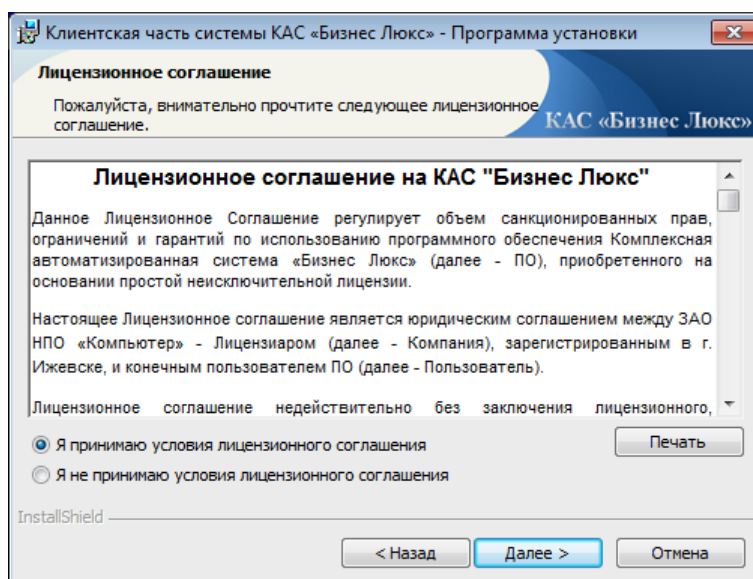 Клиентская часть системы КАС «Бизнес Люкс» - Программа установки
Лицензионное соглашение
Пожалуйста, внимательно прочтите следующее лицензионное
соглашение.
КАС «Бизнес Люкс»
Лицензионное соглашение на КАС "Бизнес Люкс"
Данное Лицензионное Соглашение регулирует объем санкционированных прав,
ограничений и гарантий по использованию программного обеспечения Комплексная
автоматизированная система «Бизнес Люкс» (далее - ПО), приобретенного на
основании простой неисключительной лицензии.
Настоящее Лицензионное соглашение является юридическим соглашением между ЗАО
НПО «Компьютер» - Лицензиаром (далее - Компания), зарегистрированным в г.
Ижевске, и конечным пользователем ПО (далее - Пользователь).
Лицензионное соглашение недействительно без заключения лицензионного,
Я принимаю условия лицензионного соглашения
Печать
Я не принимаю условия лицензионного соглашения
InstallShield
< Назад
Далее >
Отмена